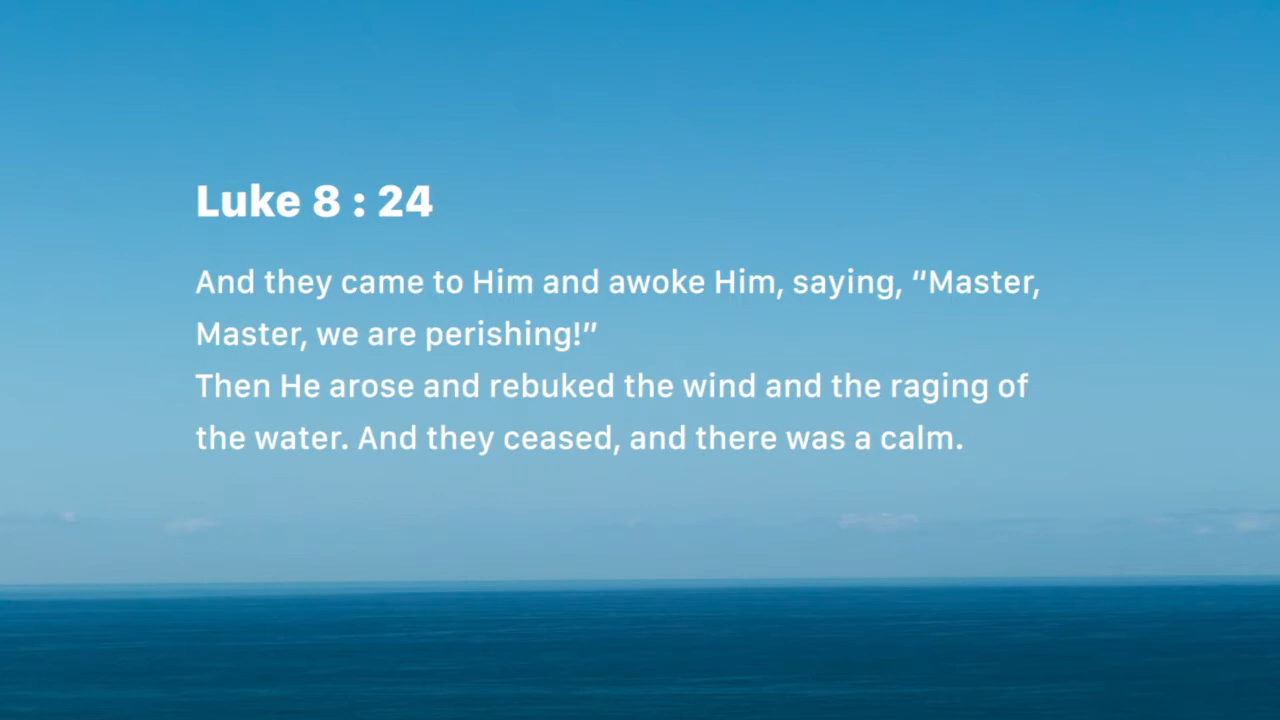 Luke 8 : 24
And they came to Him and awoke Him, saying, "Master,
Master, we are perishing!"
Then He arose and rebuked the wind and the raging of
the water. And they ceased, and there was a calm.